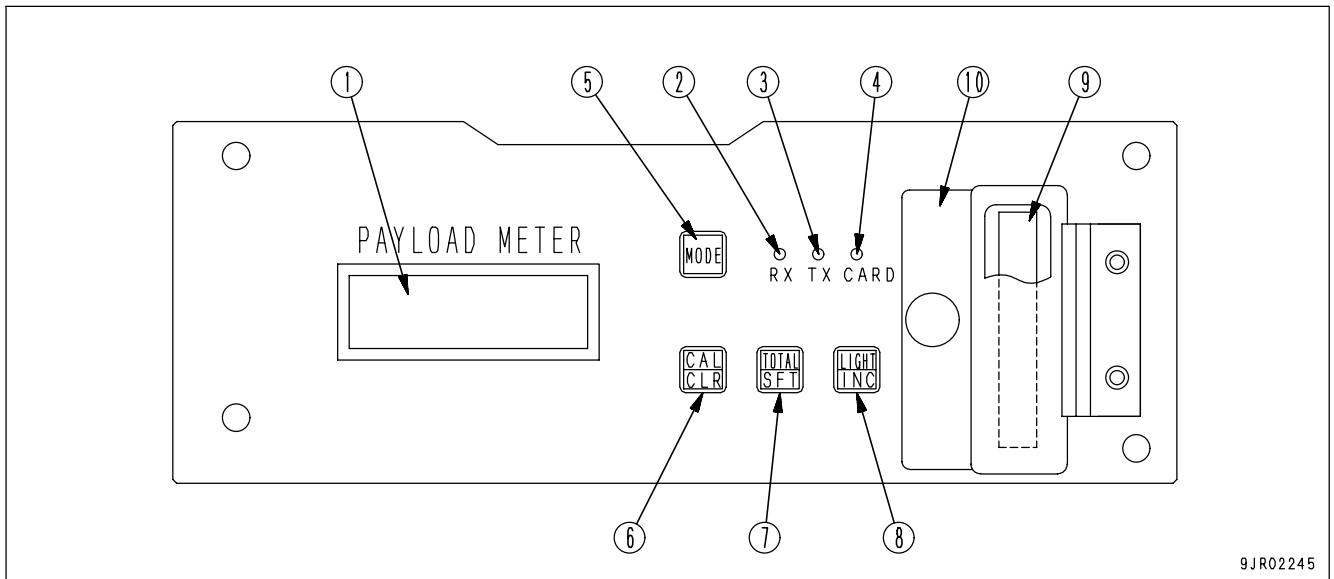 1 5 2 3 4 10 9
PAYLOAD METER
MODE
RX TX CARD
CAL
CLR
TOTAL
SFT
LIGHT
INC
6 7 8
9JR02245